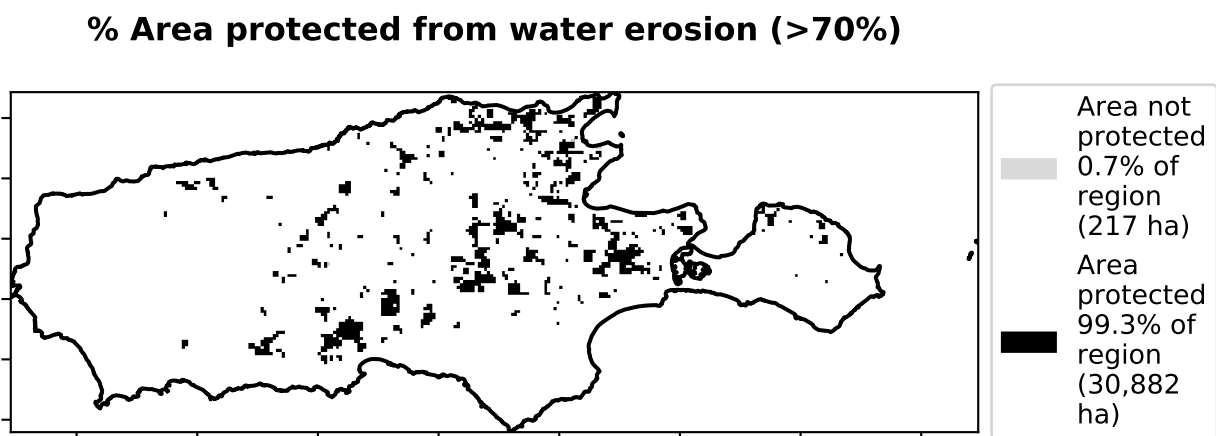 % Area protected from water erosion (>70%)
Area not
protected
0.7% of
region
(217 ha)
Area
protected
99.3% of
region
(30,882
ha)